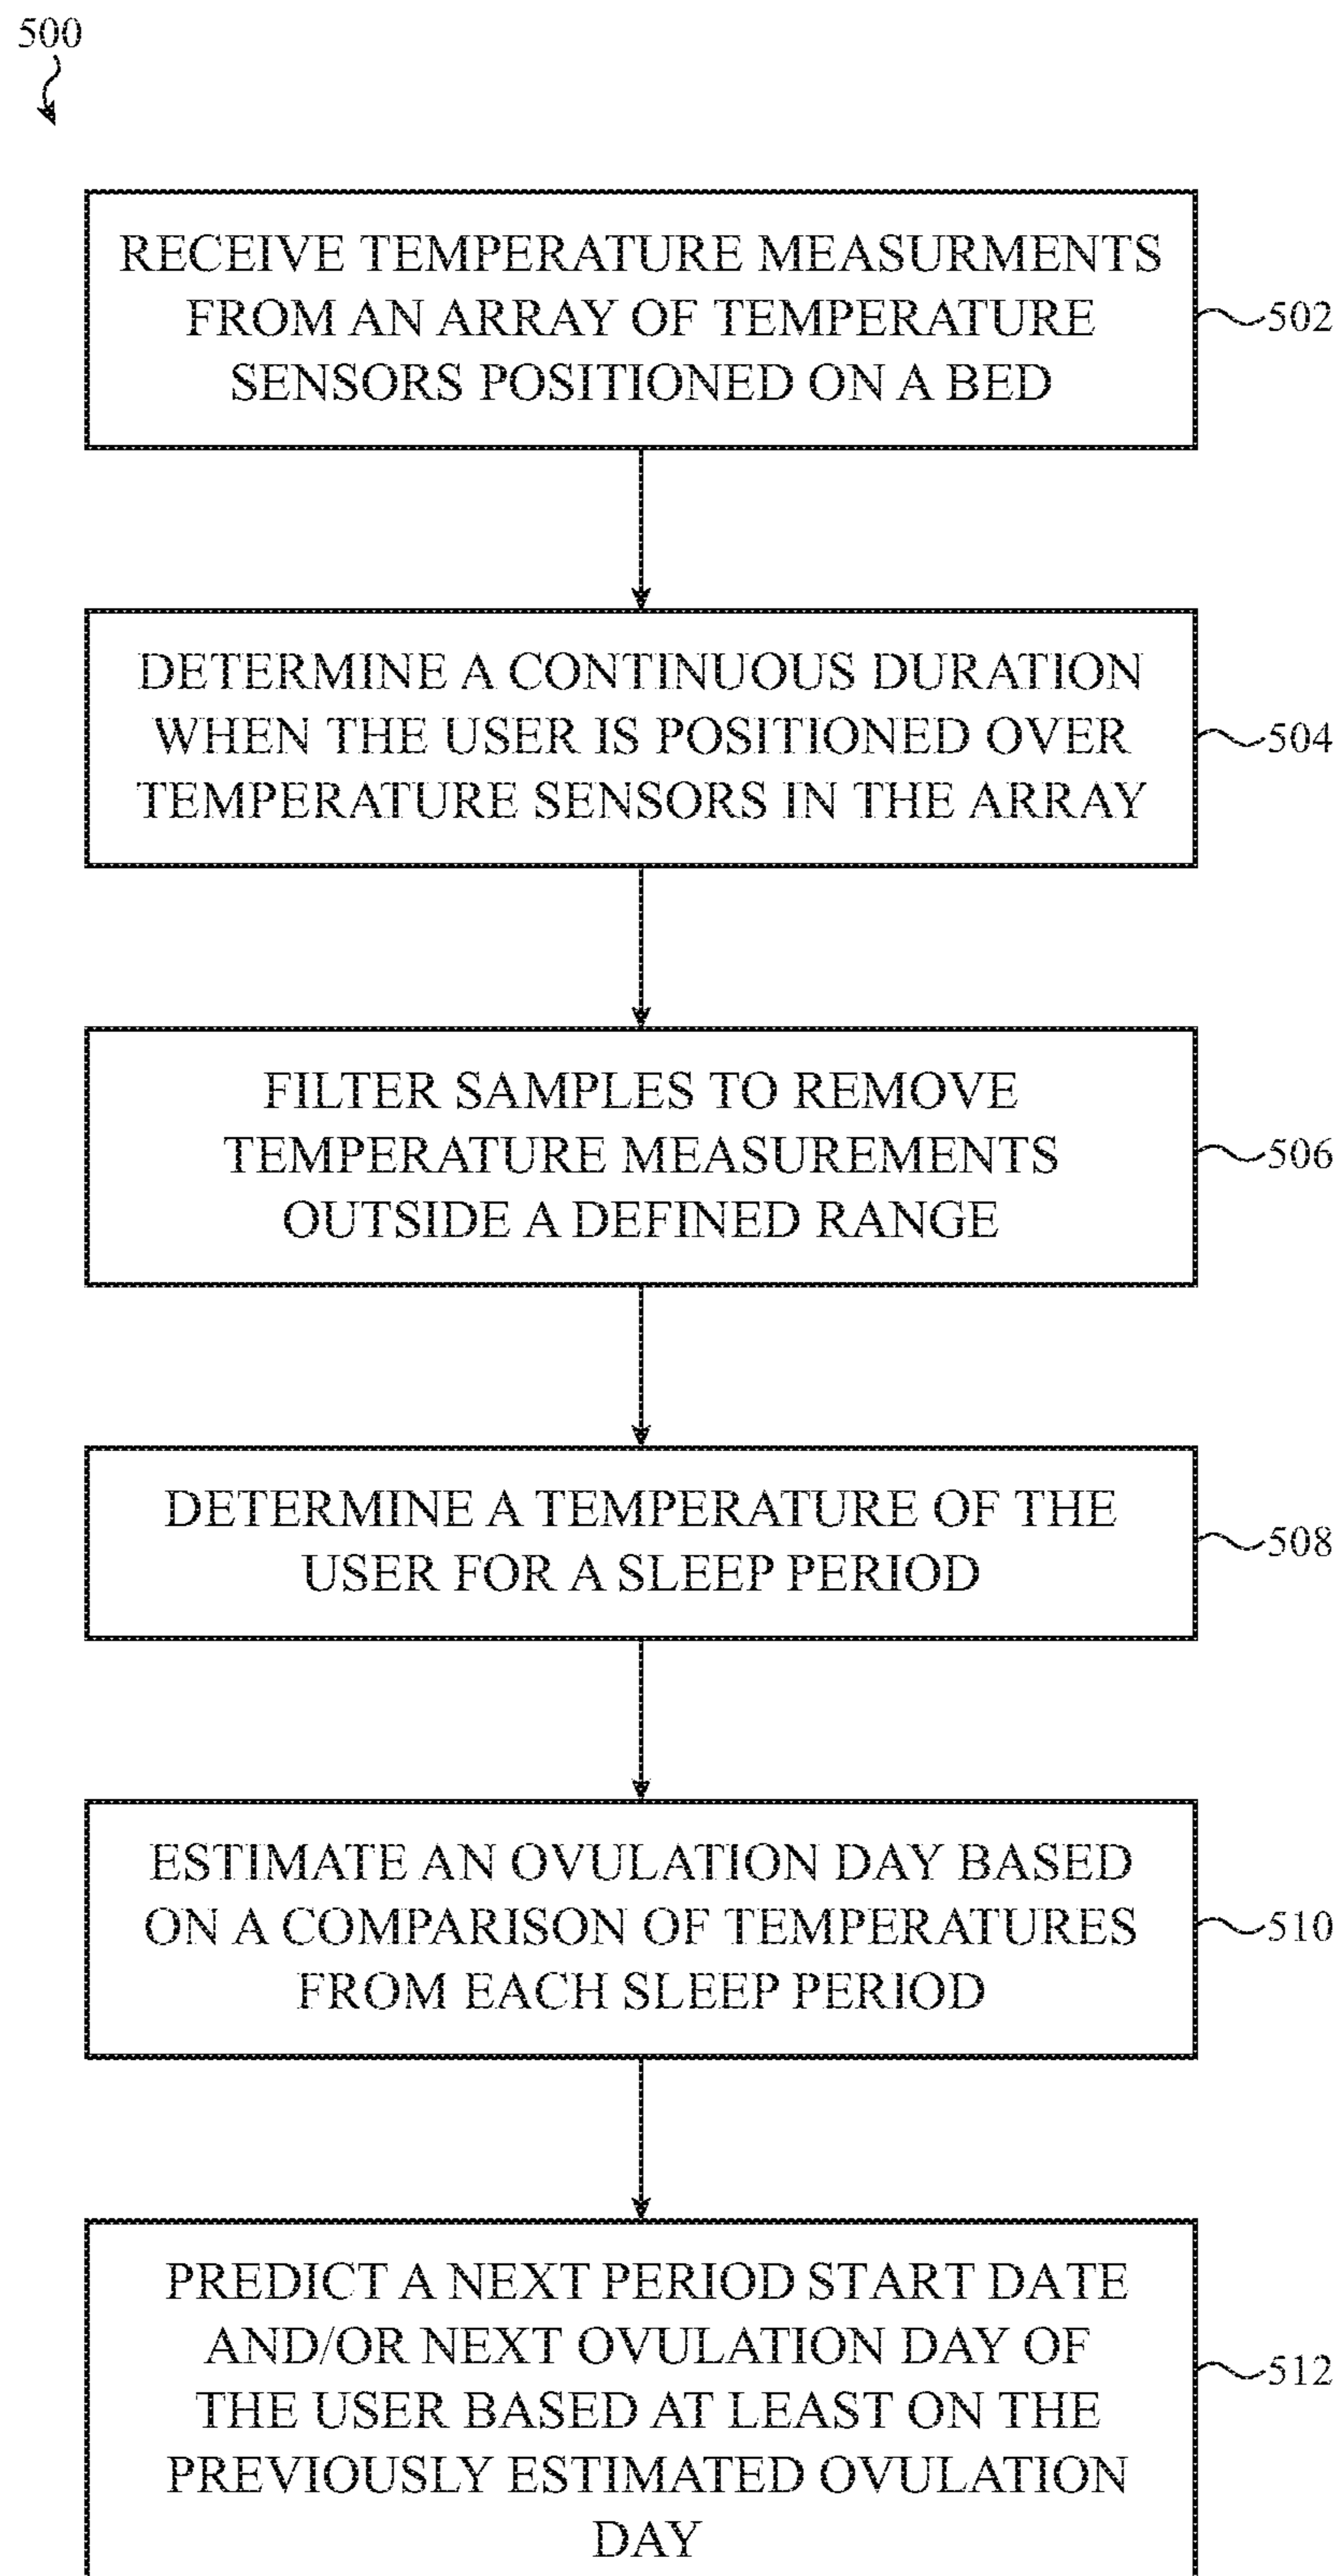 500
RECEIVE TEMPERATURE MEASURMENTS
FROM AN ARRAY OF TEMPERATURE
SENSORS POSITIONED ON A BED
502
DETERMINE A CONTINUOUS DURATION
WHEN THE USER IS POSITIONED OVER
TEMPERATURE SENSORS IN THE ARRAY
504
FILTER SAMPLES TO REMOVE
TEMPERATURE MEASUREMENTS
OUTSIDE A DEFINED RANGE
506
DETERMINE A TEMPERATURE OF THE
USER FOR A SLEEP PERIOD
508
ESTIMATE AN OVULATION DAY BASED
ON A COMPARISON OF TEMPERATURES
FROM EACH SLEEP PERIOD
510
PREDICT A NEXT PERIOD START DATE
AND/OR NEXT OVULATION DAY OF
THE USER BASED AT LEAST ON THE
PREVIOUSLY ESTIMATED OVULATION
DAY
512